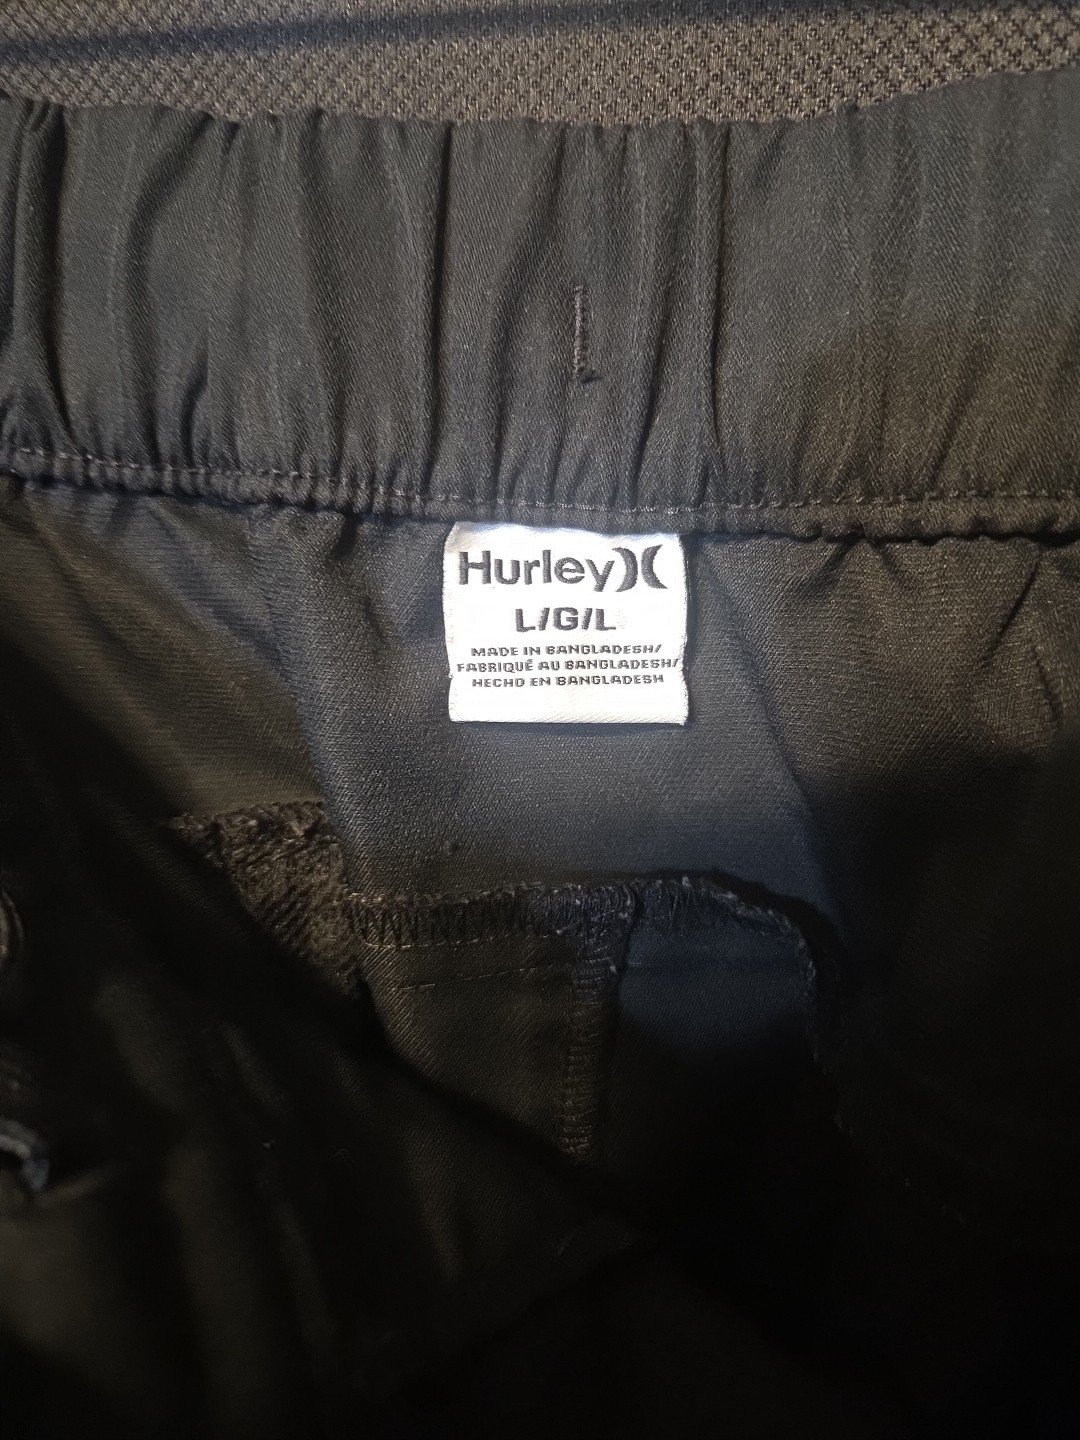 Hurley
L/G/L
MADE IN BANGLADESH/
FABRIQUÉ AU BANGLADESH/
HECHO EN BANGLADESH